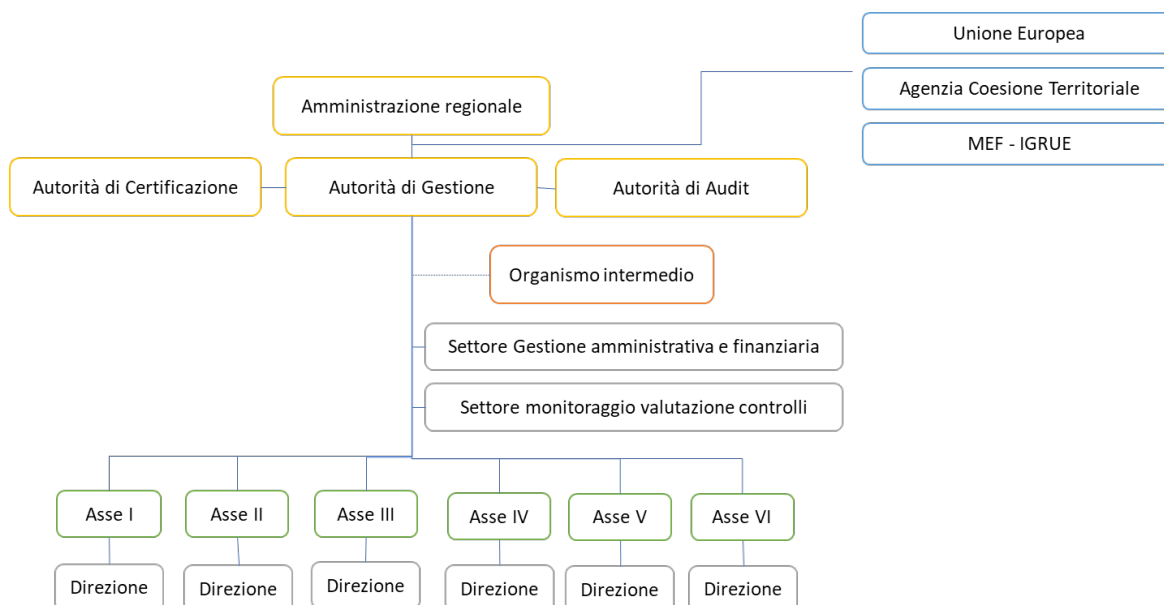 Unione Europea
Agenzia Coesione Territoriale
MEF - IGRUE
Amministrazione regionale
Autorità di Certificazione
Autorità di Gestione
Autorità di Audit
Organismo intermedio
Settore Gestione amministrativa e finanziaria
Settore monitoraggio valutazione controlli
Asse I
Asse II
Asse III
Asse IV
Asse V
Asse VI
Direzione
Direzione
Direzione
Direzione
Direzione
Direzione